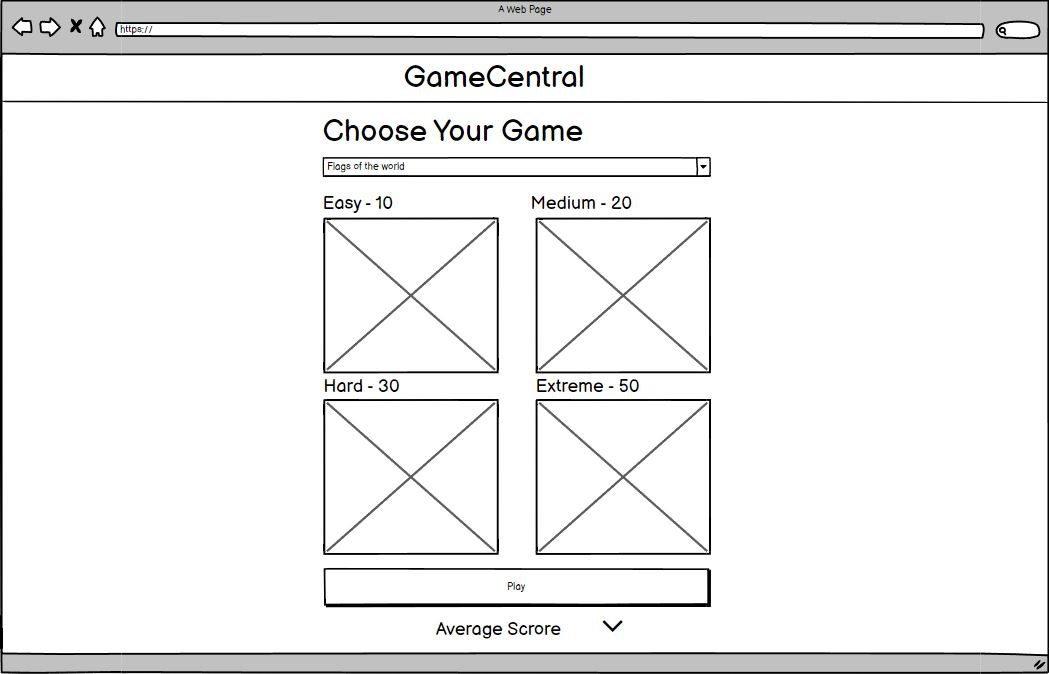 A Web Page
https://
GameCentral
Choose Your Game
Flags of the world
Easy - 10
Medium - 20
Hard - 30
Extreme - 50
Play
Average Scrore